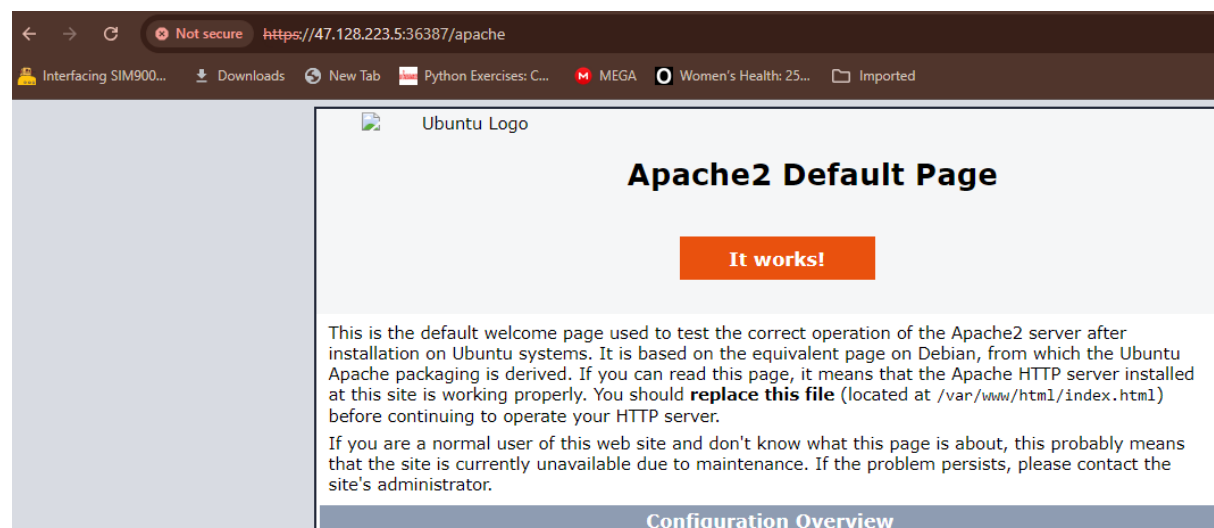 Not secure https://47.128.223.5:36387/apache
Interfacing SIM900... Downloads New Tab Python Exercises: C... MEGA Women's Health: 25... Imported
Ubuntu Logo
Apache2 Default Page
It works!
This is the default welcome page used to test the correct operation of the Apache2 server after
installation on Ubuntu systems. It is based on the equivalent page on Debian, from which the Ubuntu
Apache packaging is derived. If you can read this page, it means that the Apache HTTP server installed
at this site is working properly. You should replace this file (located at /var/www/html/index.html)
before continuing to operate your HTTP server.
If you are a normal user of this web site and don't know what this page is about, this probably means
that the site is currently unavailable due to maintenance. If the problem persists, please contact the
site's administrator.
Configuration Overview